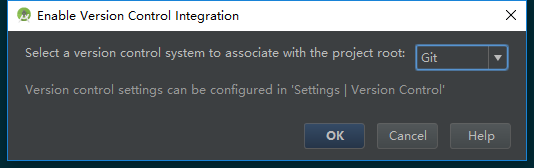 Enable Version Control Integration
Select a version control system to associate with the project root: Git
Version control settings can be configured in 'Settings | Version Control'
OK Cancel Help